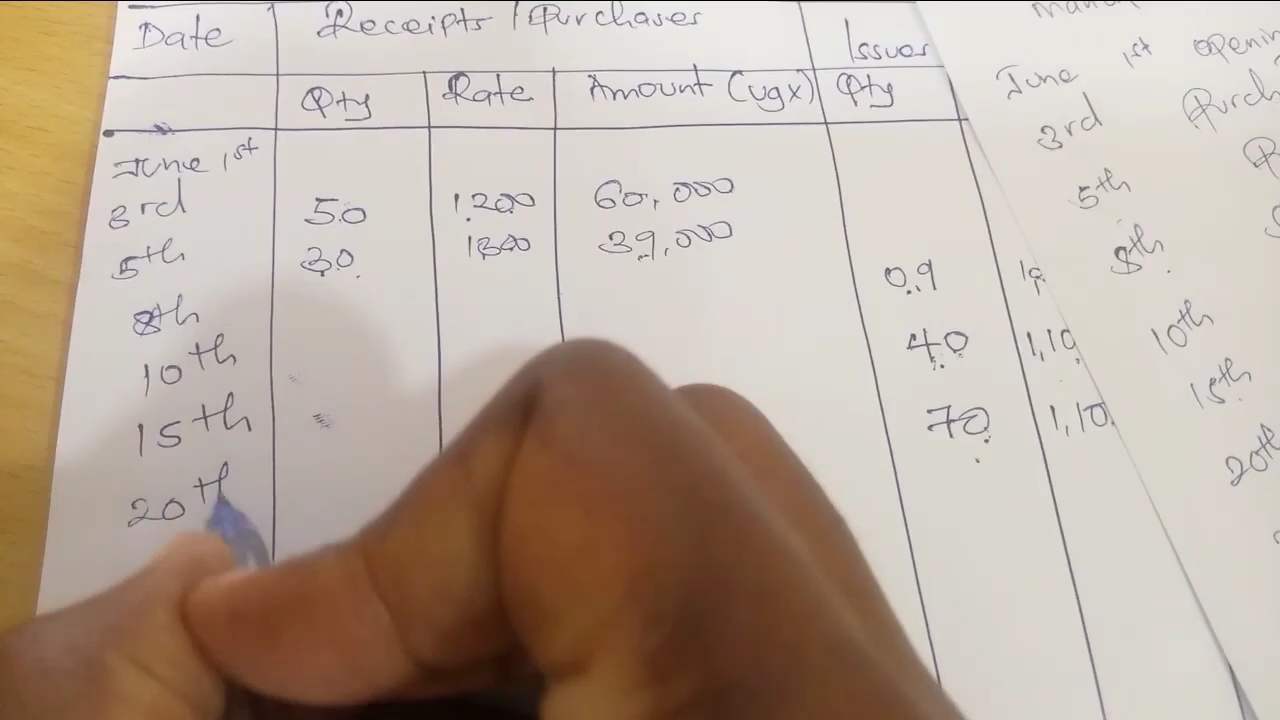 Date Receipts / Purchases Issues
Qty Rate Amount (ugx) Qty
June 1st
3rd 50 1200 60,000
5th 30 1300 39,000
8th 09
10th 40 1,10
15th 70 1,10
20th
June 1st
3rd
5th
8th
10th
15th
20th